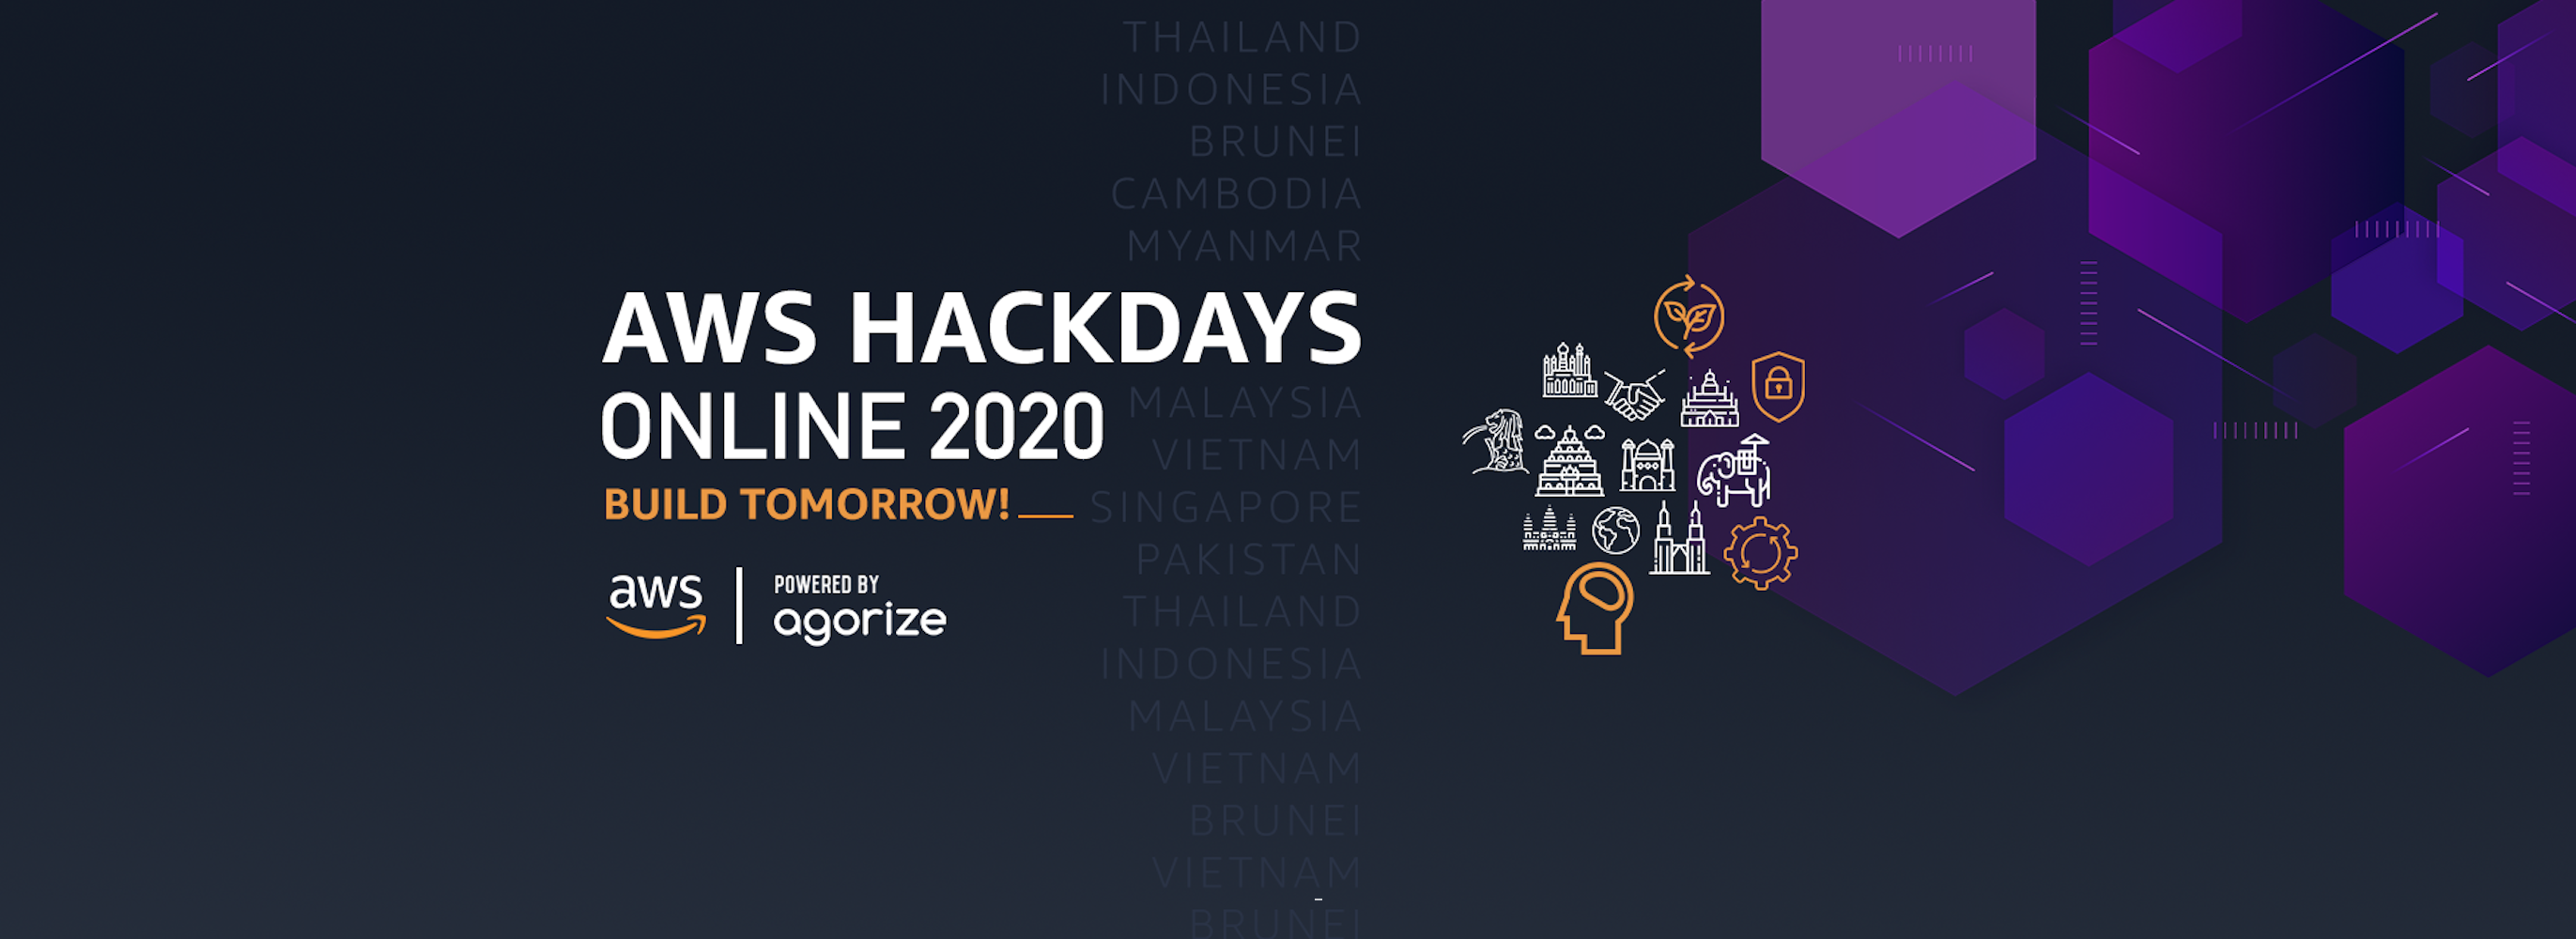 THAILAND
INDONESIA
BRUNEI
CAMBODIA
MYANMAR
AWS HACKDAYS
ONLINE 2020
MALAYSIA
VIETNAM
BUILD TOMORROW!
SINGAPORE
PAKISTAN
aws
POWERED BY
agorize
THAILAND
INDONESIA
MALAYSIA
VIETNAM
BRUNEI
VIETNAM
BRUNEI